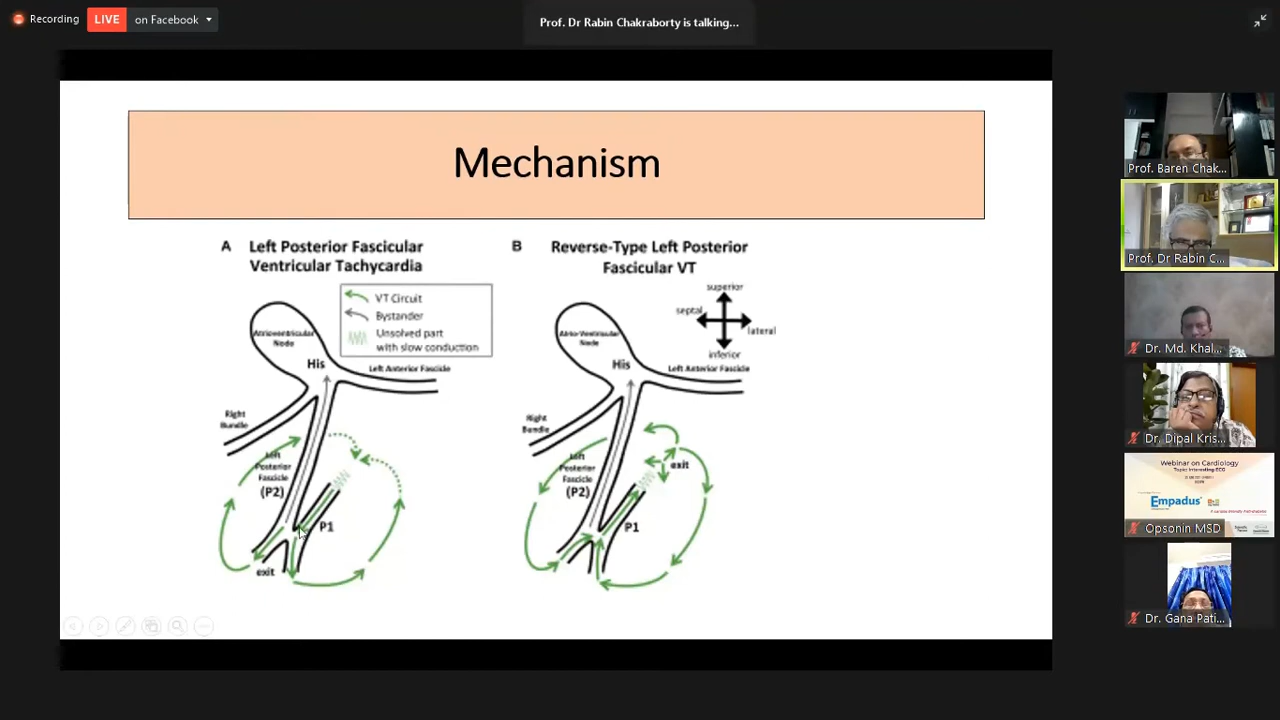 Recording
LIVE
on Facebook
Prof. Dr Rabin Chakraborty is talking...
Mechanism
A
Left Posterior Fascicular
Ventricular Tachycardia
VT Circuit
Bystander
Unsolved part
with slow conduction
Atrioventricular
Node
His
Left Anterior Fascicle
Right
Bundle
Left
Posterior
Fascicle
(P2)
P1
exit
B
Reverse-Type Left Posterior
Fascicular VT
superior
septal
lateral
inferior
Atrio-Ventricular
Node
His
Left Anterior Fascicle
Right
Bundle
Left
Posterior
Fascicle
(P2)
exit
P1
Prof. Baren Chak...
Prof. Dr Rabin C...
Dr. Md. Khal...
Dr. Dipal Kris...
Webinar on Cardiology
Topic: Interesting ECG
Empadus
Opsonin MSD
Dr. Gana Pati...